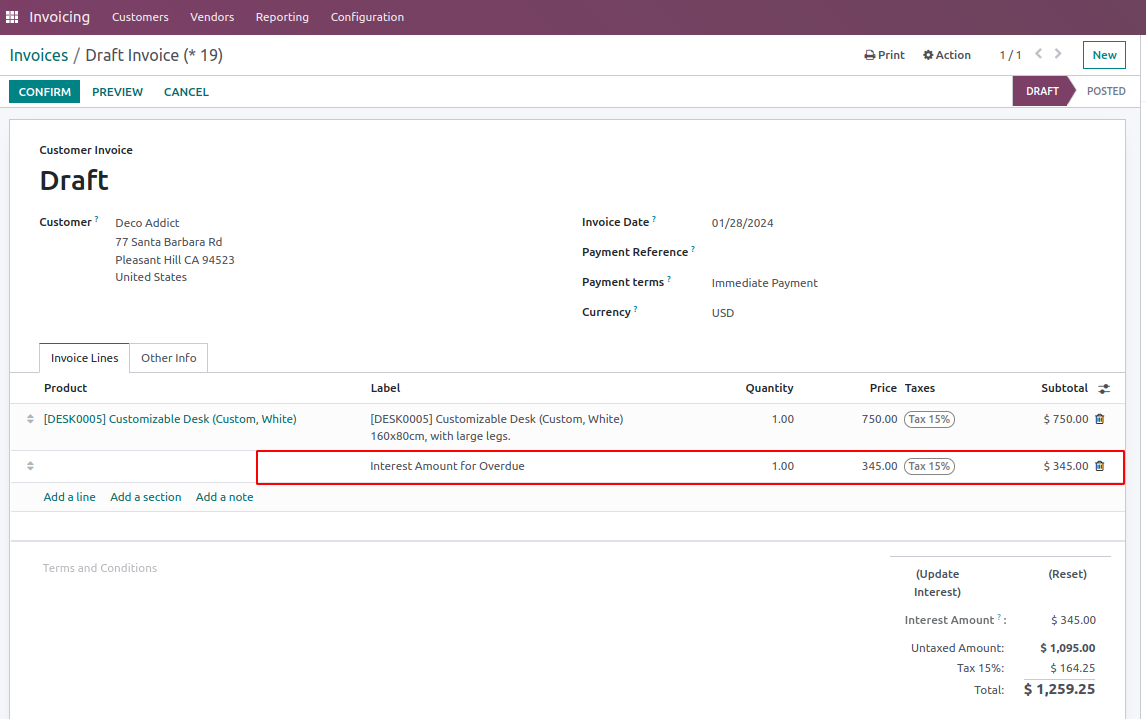 Invoicing Customers Vendors Reporting Configuration
Invoices / Draft Invoice (* 19) Print Action 1 / 1 New
CONFIRM PREVIEW CANCEL DRAFT POSTED
Customer Invoice
Draft
Customer ? Deco Addict
77 Santa Barbara Rd
Pleasant Hill CA 94523
United States
Invoice Date ? 01/28/2024
Payment Reference ?
Payment terms ? Immediate Payment
Currency ? USD
Invoice Lines Other Info
Product Label Quantity Price Taxes Subtotal
[DESK0005] Customizable Desk (Custom, White) [DESK0005] Customizable Desk (Custom, White) 1.00 750.00 Tax 15% $ 750.00
160x80cm, with large legs.
Interest Amount for Overdue 1.00 345.00 Tax 15% $ 345.00
Add a line Add a section Add a note
Terms and Conditions
(Update (Reset)
Interest)
Interest Amount ? : $ 345.00
Untaxed Amount: $ 1,095.00
Tax 15%: $ 164.25
Total: $ 1,259.25